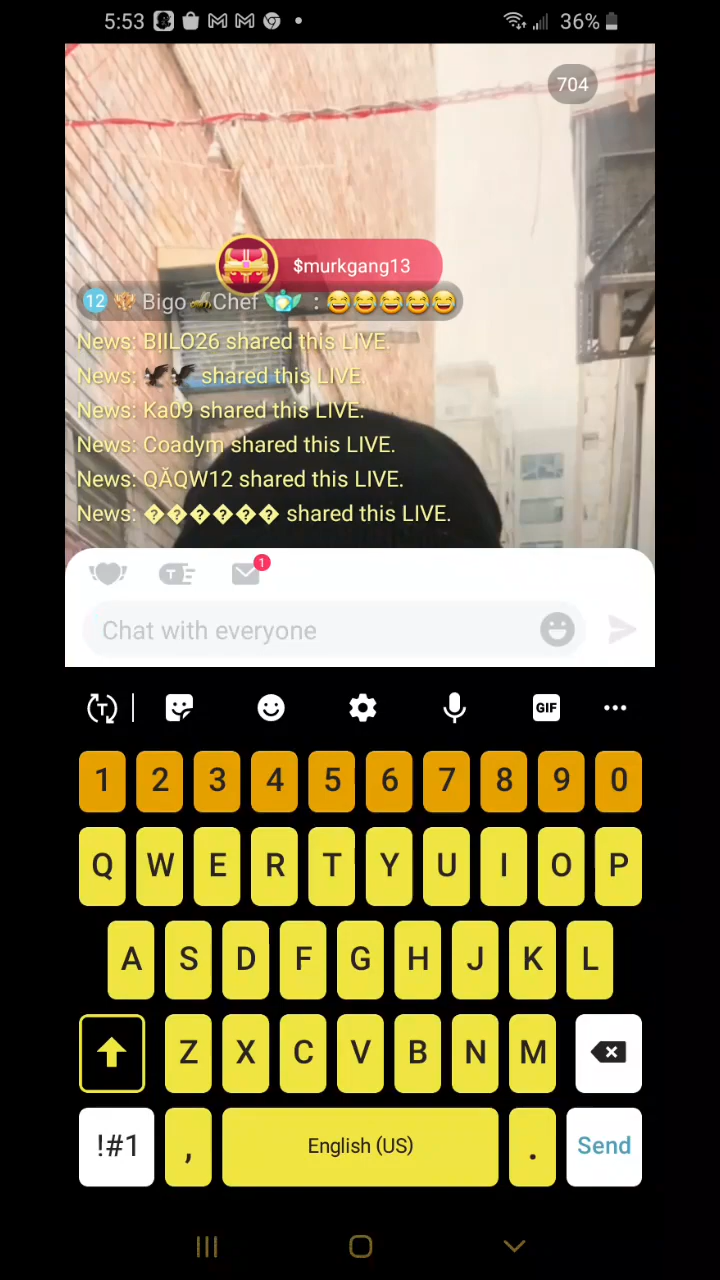 5:53 36%
704
$murkgang13
12 Bigo 🐝Chef : 😂😂😂😂😂
News: BIILO26 shared this LIVE.
News: 🦅🦅 shared this LIVE.
News: Ka09 shared this LIVE.
News: Coadym shared this LIVE.
News: QĂQW12 shared this LIVE.
News: ������ shared this LIVE.
1
Chat with everyone
GIF
1 2 3 4 5 6 7 8 9 0
Q W E R T Y U I O P
A S D F G H J K L
Z X C V B N M
!#1 , English (US) . Send